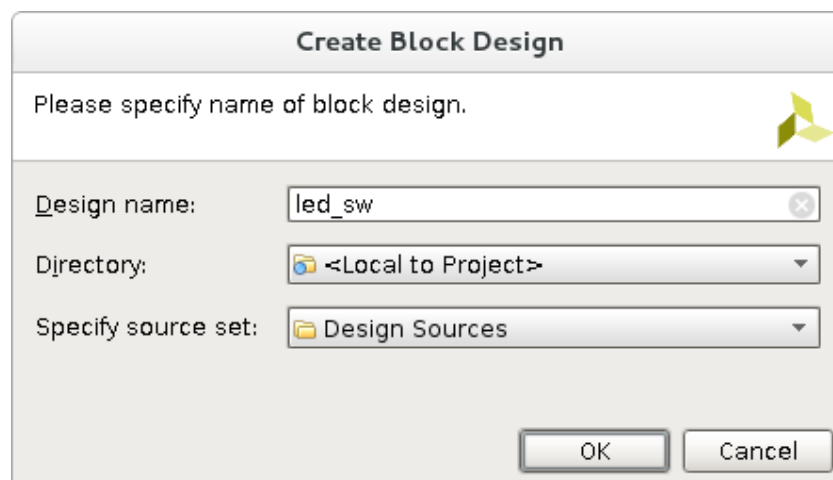 Create Block Design
Please specify name of block design.
Design name: led_sw
Directory: <Local to Project>
Specify source set: Design Sources
OK Cancel